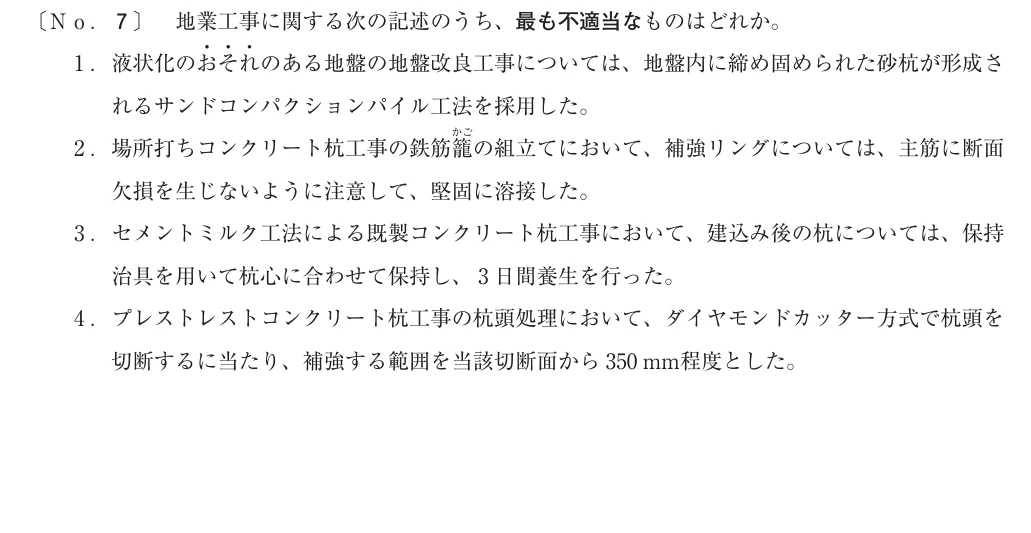 〔Ｎｏ．７〕　地業工事に関する次の記述のうち、最も不適当なものはどれか。
1．液状化のおそれのある地盤の地盤改良工事については、地盤内に締め固められた砂杭が形成さ
れるサンドコンパクションパイル工法を採用した。
2．場所打ちコンクリート杭工事の鉄筋籠（かご）の組立てにおいて、補強リングについては、主筋に断面
欠損を生じないように注意して、堅固に溶接した。
3．セメントミルク工法による既製コンクリート杭工事において、建込み後の杭については、保持
治具を用いて杭心に合わせて保持し、3日間養生を行った。
4．プレストレストコンクリート杭工事の杭頭処理において、ダイヤモンドカッター方式で杭頭を
切断するに当たり、補強する範囲を当該切断面から 350 mm程度とした。